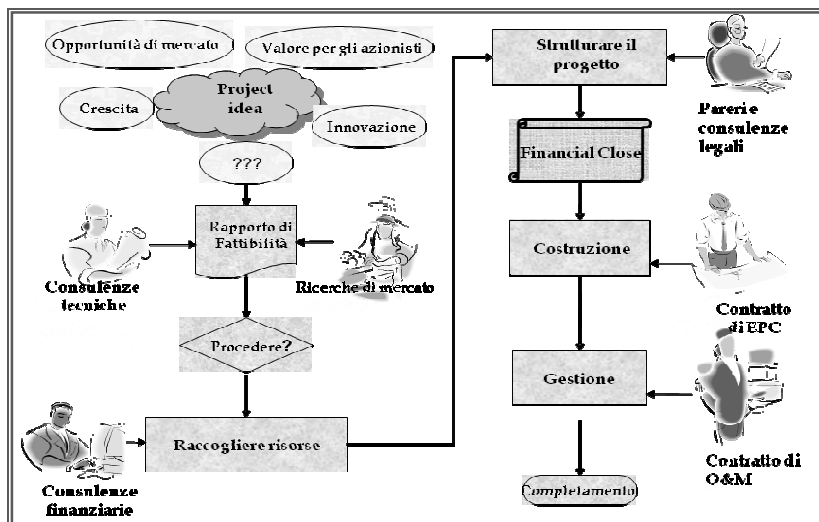 Opportunità di mercato
Valore per gli azionisti
Project
idea
Crescita
Innovazione
???
Rapporto di
Fattibilità
Consulenze
tecniche
Ricerche di mercato
Procedere?
Raccogliere risorse
Consulenze
finanziarie
Strutturare il
progetto
Pareri e
consulenze
legali
Financial Close
Costruzione
Contratto
di EPC
Gestione
Contratto di
O&M
Completamento